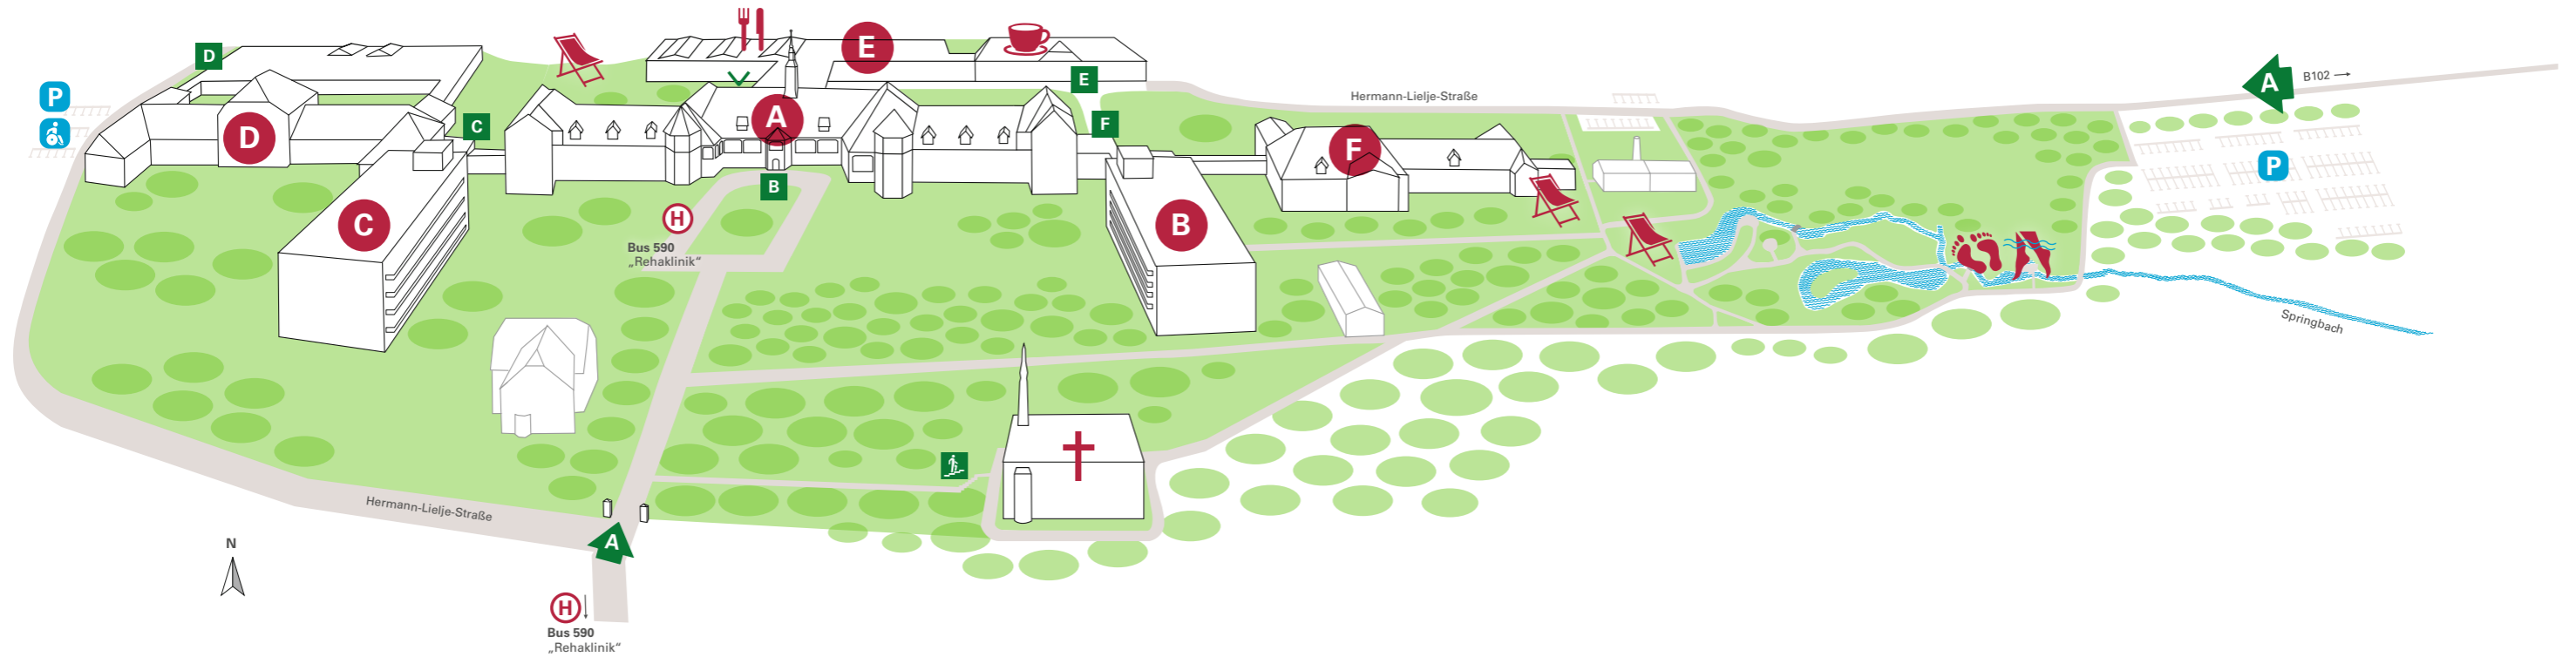 D
E
E
A
B102 →
P
P
Hermann-Lielje-Straße
A
C
F
D
F
P
B
H
C
B
Bus 590
„Rehaklinik“
Springbach
Hermann-Lielje-Straße
A
N
H
Bus 590
„Rehaklinik“